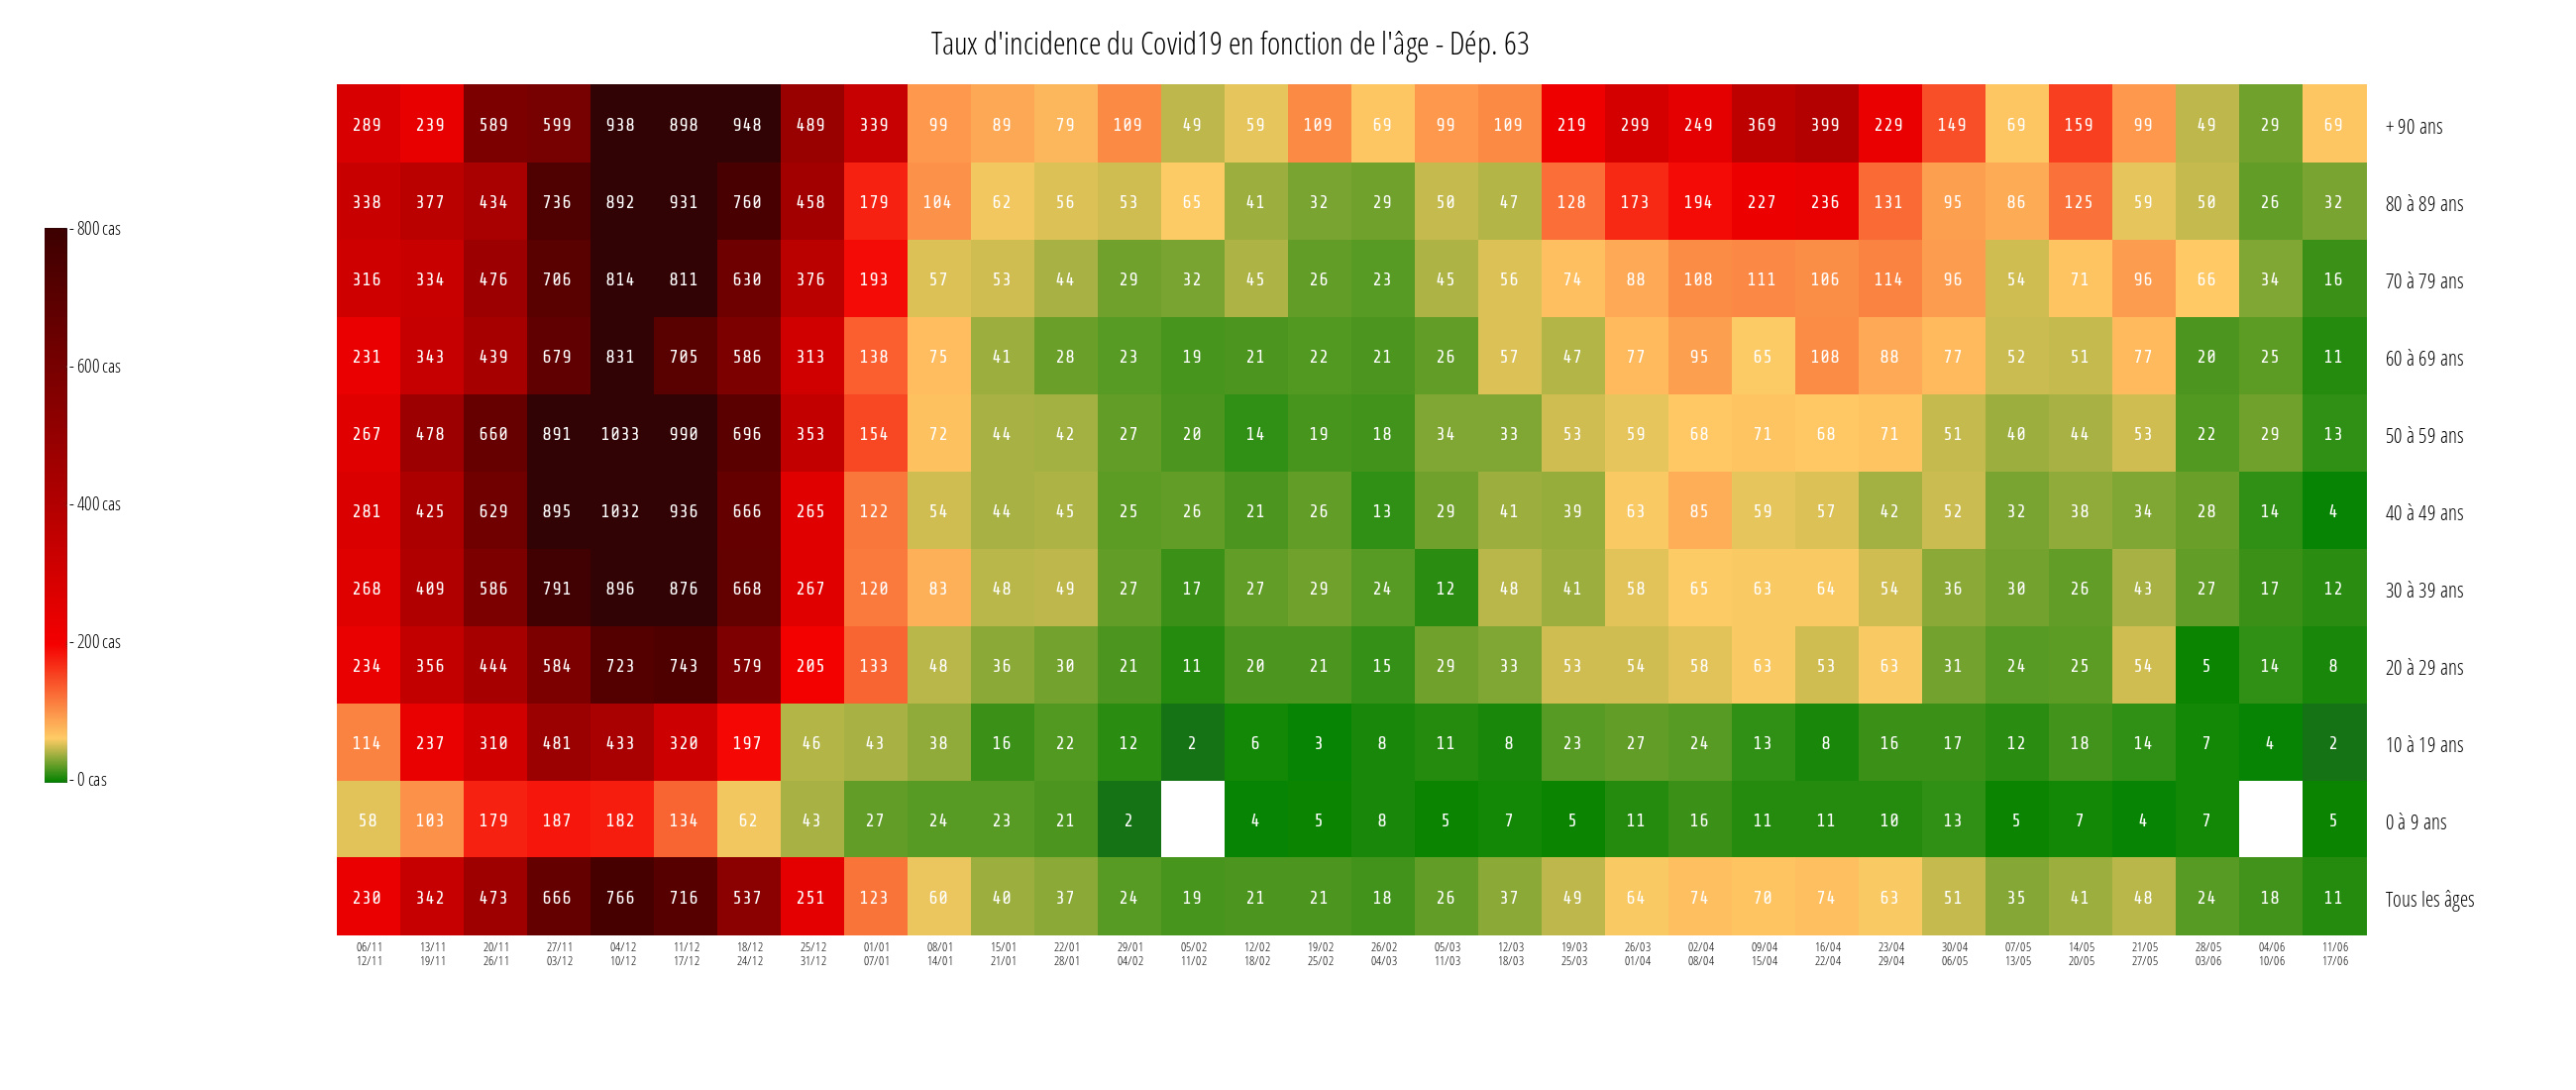 Taux d'incidence du Covid19 en fonction de l'âge - Dép. 63
- 800 cas
- 600 cas
- 400 cas
- 200 cas
- 0 cas
289 239 589 599 938 898 948 489 339 99 89 79 109 49 59 109 69 99 109 219 299 249 369 399 229 149 69 159 99 49 29 69 + 90 ans
338 377 434 736 892 931 760 458 179 104 62 56 53 65 41 32 29 50 47 128 173 194 227 236 131 95 86 125 59 50 26 32 80 à 89 ans
316 334 476 706 814 811 630 376 193 57 53 44 29 32 45 26 23 45 56 74 88 108 111 106 114 96 54 71 96 66 34 16 70 à 79 ans
231 343 439 679 831 705 586 313 138 75 41 28 23 19 21 22 21 26 57 47 77 95 65 108 88 77 52 51 77 20 25 11 60 à 69 ans
267 478 660 891 1033 990 696 353 154 72 44 42 27 20 14 19 18 34 33 53 59 68 71 68 71 51 40 44 53 22 29 13 50 à 59 ans
281 425 629 895 1032 936 666 265 122 54 44 45 25 26 21 26 13 29 41 39 63 85 59 57 42 52 32 38 34 28 14 4 40 à 49 ans
268 409 586 791 896 876 668 267 120 83 48 49 27 17 27 29 24 12 48 41 58 65 63 64 54 36 30 26 43 27 17 12 30 à 39 ans
234 356 444 584 723 743 579 205 133 48 36 30 21 11 20 21 15 29 33 53 54 58 63 53 63 31 24 25 54 5 14 8 20 à 29 ans
114 237 310 481 433 320 197 46 43 38 16 22 12 2 6 3 8 11 8 23 27 24 13 8 16 17 12 18 14 7 4 2 10 à 19 ans
58 103 179 187 182 134 62 43 27 24 23 21 2 4 5 8 5 7 5 11 16 11 11 10 13 5 7 4 7 5 0 à 9 ans
230 342 473 666 766 716 537 251 123 60 40 37 24 19 21 21 18 26 37 49 64 74 70 74 63 51 35 41 48 24 18 11 Tous les âges
06/11 13/11 20/11 27/11 04/12 11/12 18/12 25/12 01/01 08/01 15/01 22/01 29/01 05/02 12/02 19/02 26/02 05/03 12/03 19/03 26/03 02/04 09/04 16/04 23/04 30/04 07/05 14/05 21/05 28/05 04/06 11/06
12/11 19/11 26/11 03/12 10/12 17/12 24/12 31/12 07/01 14/01 21/01 28/01 04/02 11/02 18/02 25/02 04/03 11/03 18/03 25/03 01/04 08/04 15/04 22/04 29/04 06/05 13/05 20/05 27/05 03/06 10/06 17/06